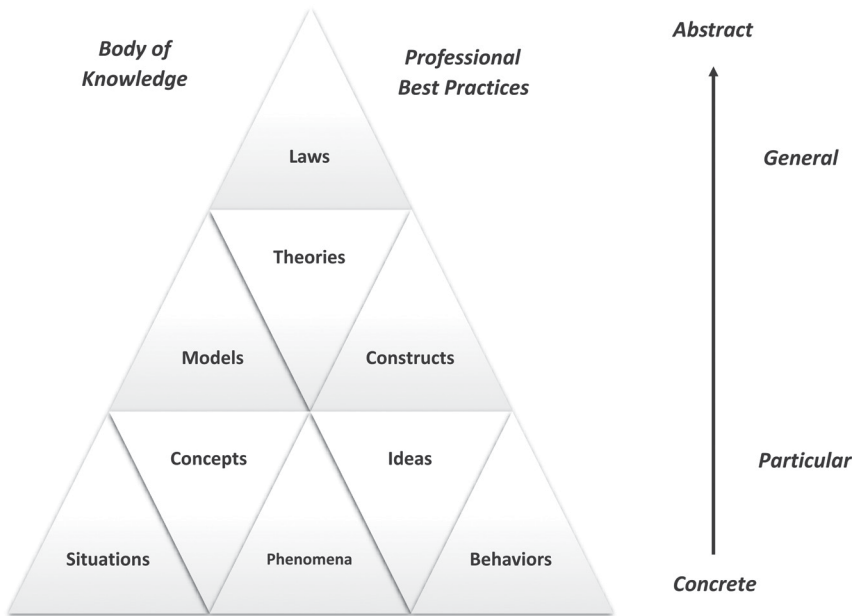 Body of
Knowledge
Professional
Best Practices
Abstract
General
Laws
Theories
Models
Constructs
Concepts
Ideas
Particular
Situations
Phenomena
Behaviors
Concrete